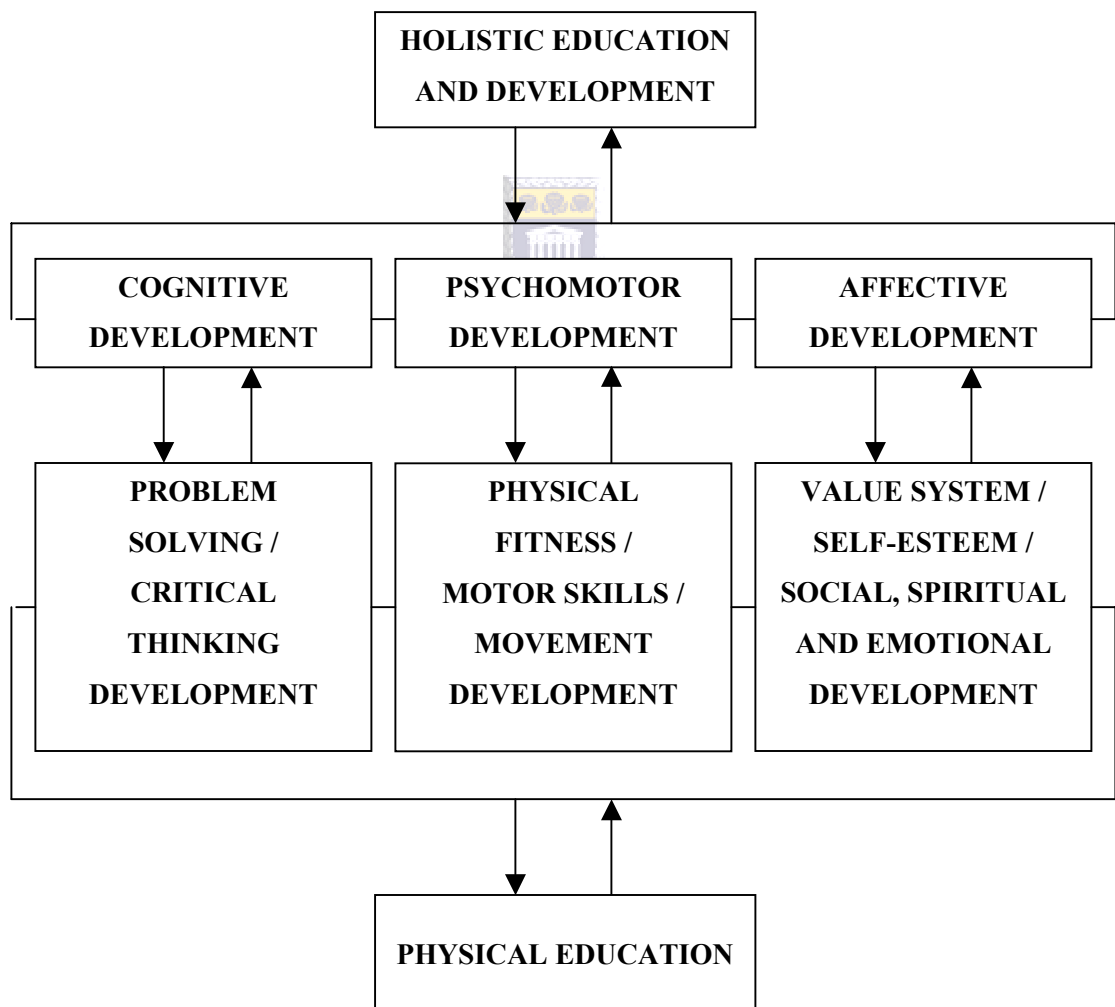 HOLISTIC EDUCATION
AND DEVELOPMENT
COGNITIVE
DEVELOPMENT
PSYCHOMOTOR
DEVELOPMENT
AFFECTIVE
DEVELOPMENT
PROBLEM
SOLVING /
CRITICAL
THINKING
DEVELOPMENT
PHYSICAL
FITNESS /
MOTOR SKILLS /
MOVEMENT
DEVELOPMENT
VALUE SYSTEM /
SELF-ESTEEM /
SOCIAL, SPIRITUAL
AND EMOTIONAL
DEVELOPMENT
PHYSICAL EDUCATION